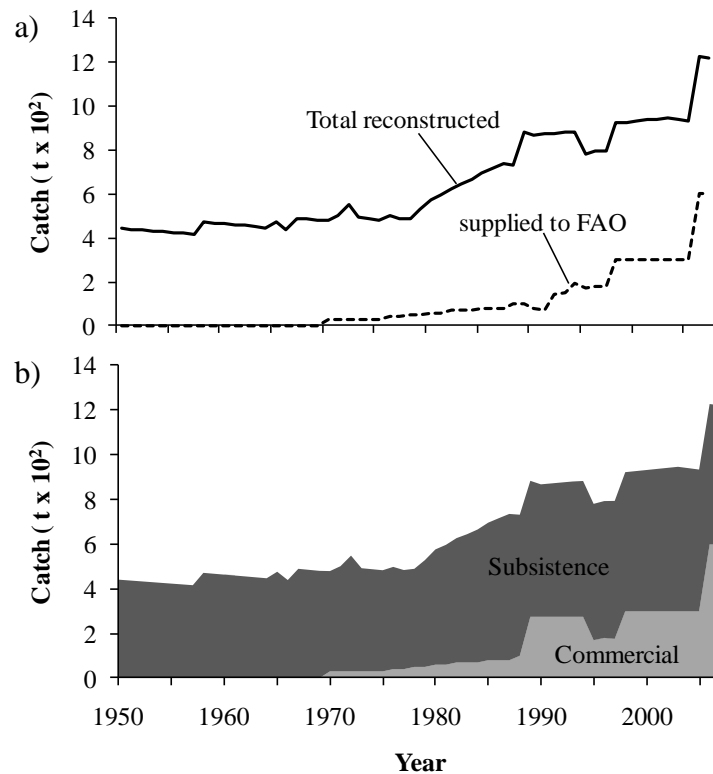 a)
14
12
10
8
6
4
2
0
Catch ( t x 10²)
Total reconstructed
supplied to FAO
b)
14
12
10
8
6
4
2
0
Catch ( t x 10²)
Subsistence
Commercial
1950 1960 1970 1980 1990 2000
Year